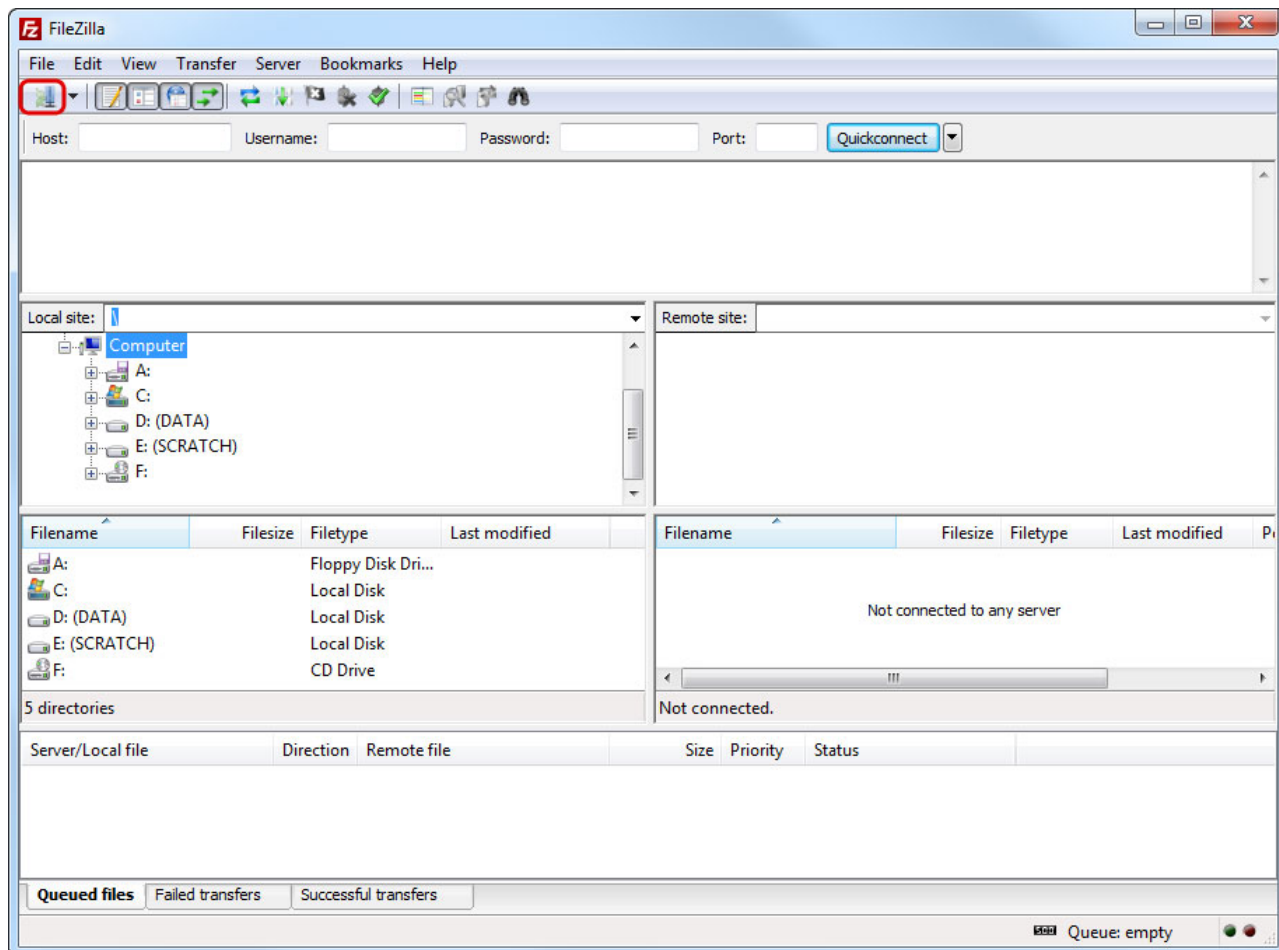 FileZilla
File Edit View Transfer Server Bookmarks Help
Host: Username: Password: Port: Quickconnect
Local site: \
Remote site:
Computer
A:
C:
D: (DATA)
E: (SCRATCH)
F:
Filename Filesize Filetype Last modified
A: Floppy Disk Dri...
C: Local Disk
D: (DATA) Local Disk
E: (SCRATCH) Local Disk
F: CD Drive
5 directories
Filename Filesize Filetype Last modified
Not connected to any server
Not connected.
Server/Local file Direction Remote file Size Priority Status
Queued files Failed transfers Successful transfers
Queue: empty